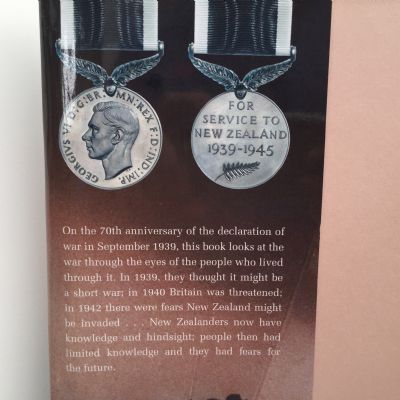 GEORGIVS VI D:G:BR:OMN:REX F:D:IND:IMP.
FOR
SERVICE TO
NEW ZEALAND
1939-1945
On the 70th anniversary of the declaration of
war in September 1939, this book looks at the
war through the eyes of the people who lived
through it. In 1939, they thought it might be
a short war; in 1940 Britain was threatened;
in 1942 there were fears New Zealand might
be invaded . . . New Zealanders now have
knowledge and hindsight; people then had
limited knowledge and they had fears for
the future.